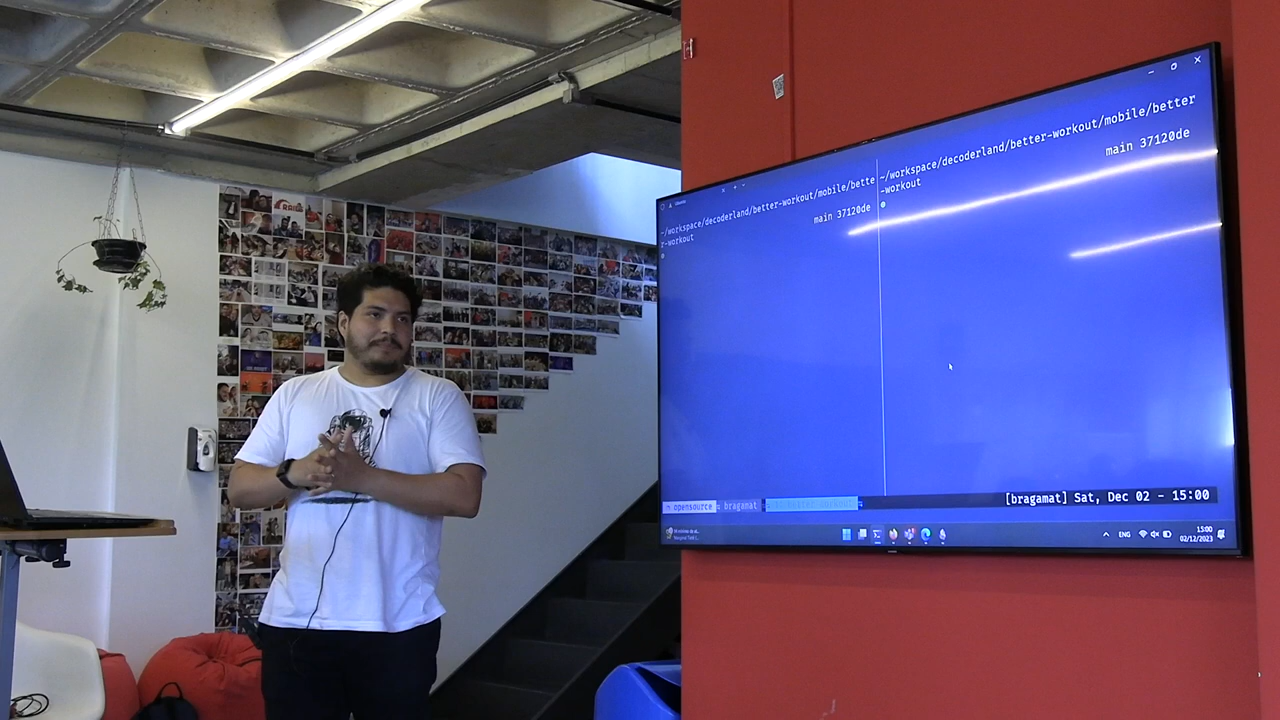 ~/workspace/decoderland/better-workout/mobile/bette
r-workout
main 37120de
~/workspace/decoderland/better-workout/mobile/better
-workout
main 37120de
opensource
bragamat
[bragamat] Sat, Dec 02 - 15:00
ENG
15:00
02/12/2023